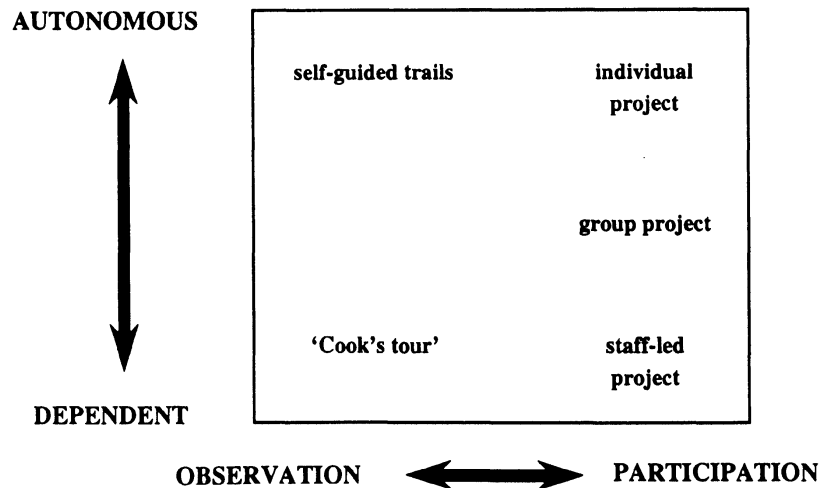 AUTONOMOUS
self-guided trails
individual
project
group project
'Cook's tour'
staff-led
project
DEPENDENT
OBSERVATION
PARTICIPATION